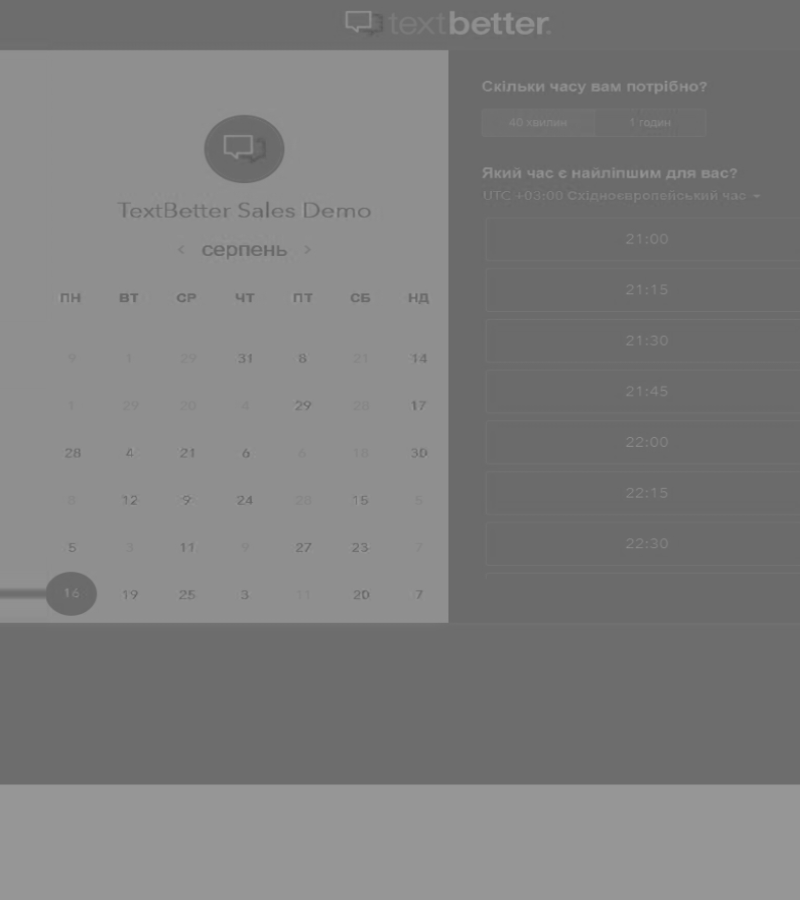 textbetter.
TextBetter Sales Demo
серпень
ПН ВТ СР ЧТ ПТ СБ НД
9 1 29 31 8 21 14
1 29 20 4 29 20 17
28 4 21 6 6 18 30
8 12 9 24 28 15 5
5 3 11 9 27 23 7
16 19 25 3 11 20 7
Скільки часу вам потрібно?
40 хвилин 1 годин
Який час є найліпшим для вас?
UTC +03:00 Східноєвропейський час
21:00
21:15
21:30
21:45
22:00
22:15
22:30